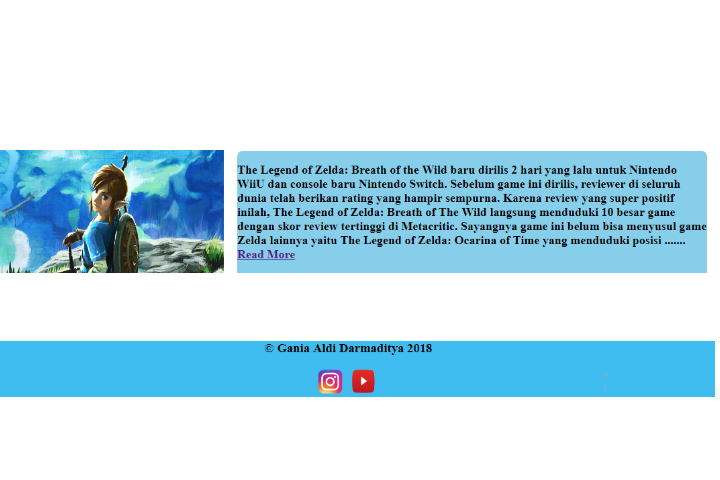 The Legend of Zelda: Breath of the Wild baru dirilis 2 hari yang lalu untuk Nintendo
WiiU dan console baru Nintendo Switch. Sebelum game ini dirilis, reviewer di seluruh
dunia telah berikan rating yang hampir sempurna. Karena review yang super positif
inilah, The Legend of Zelda: Breath of The Wild langsung menduduki 10 besar game
dengan skor review tertinggi di Metacritic. Sayangnya game ini belum bisa menyusul game
Zelda lainnya yaitu The Legend of Zelda: Ocarina of Time yang menduduki posisi .......
Read More
© Gania Aldi Darmaditya 2018